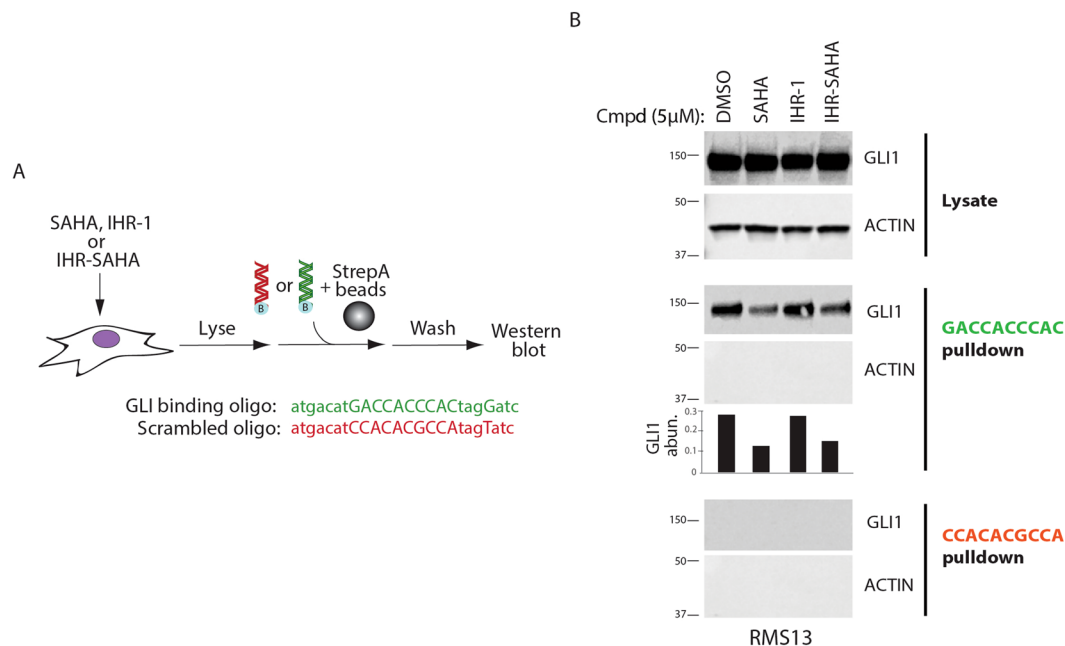 A
SAHA, IHR-1
or
IHR-SAHA
Lyse
or
+
StrepA
beads
B
B
Wash
Western
blot
GLI binding oligo: atgacatGACCACCCACtagGatc
Scrambled oligo: atgacatCCACACGCCAtagTatc
B
Cmpd (5µM):
DMSO
SAHA
IHR-1
IHR-SAHA
150
GLI1
50
ACTIN
37
Lysate
150
GLI1
50
ACTIN
37
GLI1
abun.
0.3
0.2
0.1
0
GACCACCCAC
pulldown
150
GLI1
50
ACTIN
37
CCACACGCCA
pulldown
RMS13